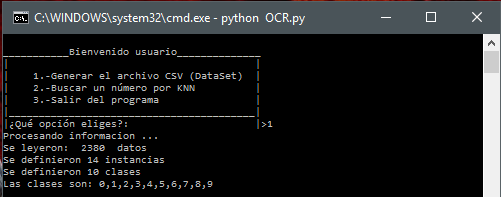 C:\WINDOWS\system32\cmd.exe - python OCR.py
___________Bienvenido usuario______________
|                                         |
|    1.-Generar el archivo CSV (DataSet)  |
|    2.-Buscar un número por KNN          |
|    3.-Salir del programa                |
|_________________________________________|
|¿Qué opción eliges?:                     |>1
Procesando informacion ...
Se leyeron:  2380  datos
Se definieron 14 instancias
Se definieron 10 clases
Las clases son: 0,1,2,3,4,5,6,7,8,9